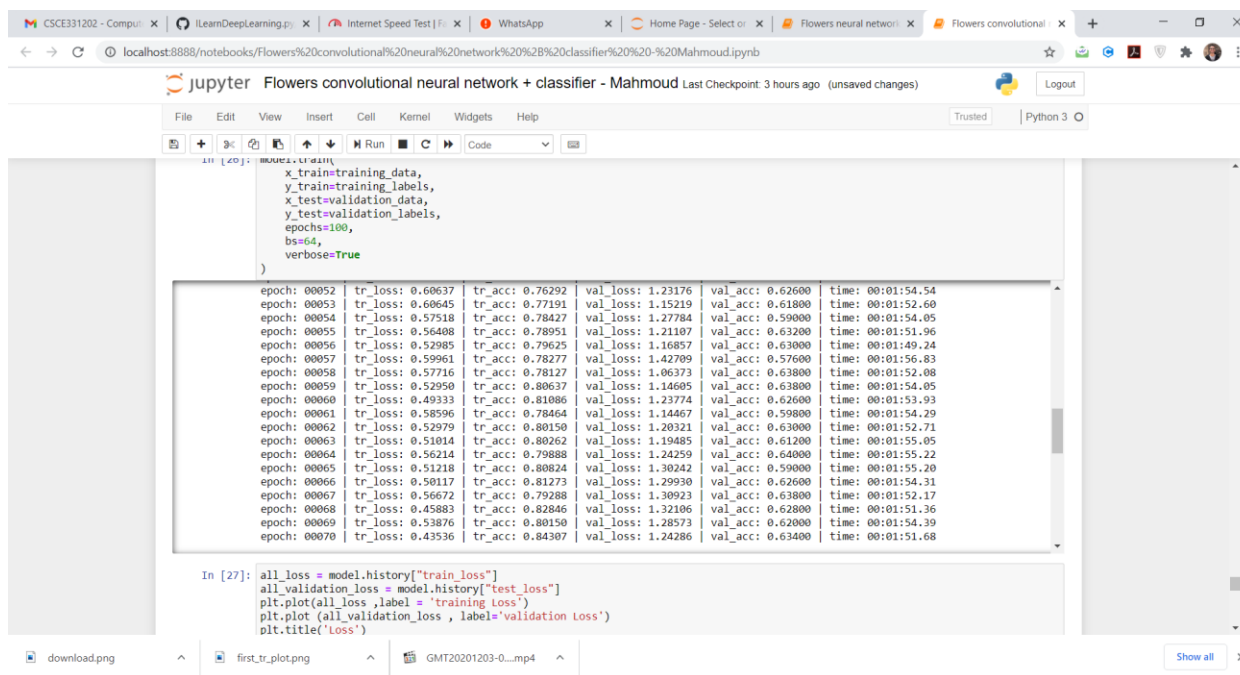 CSCE331202 - Comput
ILearnDeepLearning.py
Internet Speed Test | Fa
WhatsApp
Home Page - Select or
Flowers neural network
Flowers convolutional
localhost:8888/notebooks/Flowers%20convolutional%20neural%20network%20%2B%20classifier%20%20-%20Mahmoud.ipynb
jupyter Flowers convolutional neural network + classifier - Mahmoud Last Checkpoint: 3 hours ago (unsaved changes)
Logout
File Edit View Insert Cell Kernel Widgets Help
Trusted
Python 3
Run
Code
In [26]: model.train(
x_train=training_data,
y_train=training_labels,
x_test=validation_data,
y_test=validation_labels,
epochs=100,
bs=64,
verbose=True
)
epoch: 00052 | tr_loss: 0.60637 | tr_acc: 0.76292 | val_loss: 1.23176 | val_acc: 0.62600 | time: 00:01:54.54
epoch: 00053 | tr_loss: 0.60645 | tr_acc: 0.77191 | val_loss: 1.15219 | val_acc: 0.61800 | time: 00:01:52.60
epoch: 00054 | tr_loss: 0.57518 | tr_acc: 0.78427 | val_loss: 1.27784 | val_acc: 0.59000 | time: 00:01:54.05
epoch: 00055 | tr_loss: 0.56408 | tr_acc: 0.78951 | val_loss: 1.21107 | val_acc: 0.63200 | time: 00:01:51.96
epoch: 00056 | tr_loss: 0.52985 | tr_acc: 0.79625 | val_loss: 1.16857 | val_acc: 0.63000 | time: 00:01:49.24
epoch: 00057 | tr_loss: 0.59961 | tr_acc: 0.78277 | val_loss: 1.42709 | val_acc: 0.57600 | time: 00:01:56.83
epoch: 00058 | tr_loss: 0.57716 | tr_acc: 0.78127 | val_loss: 1.06373 | val_acc: 0.63800 | time: 00:01:52.08
epoch: 00059 | tr_loss: 0.52950 | tr_acc: 0.80637 | val_loss: 1.14605 | val_acc: 0.63800 | time: 00:01:54.05
epoch: 00060 | tr_loss: 0.49333 | tr_acc: 0.81086 | val_loss: 1.23774 | val_acc: 0.62600 | time: 00:01:53.93
epoch: 00061 | tr_loss: 0.58596 | tr_acc: 0.78464 | val_loss: 1.14467 | val_acc: 0.59800 | time: 00:01:54.29
epoch: 00062 | tr_loss: 0.52979 | tr_acc: 0.80150 | val_loss: 1.20321 | val_acc: 0.63000 | time: 00:01:52.71
epoch: 00063 | tr_loss: 0.51014 | tr_acc: 0.80262 | val_loss: 1.19485 | val_acc: 0.61200 | time: 00:01:55.05
epoch: 00064 | tr_loss: 0.56214 | tr_acc: 0.79888 | val_loss: 1.24259 | val_acc: 0.64000 | time: 00:01:55.22
epoch: 00065 | tr_loss: 0.51218 | tr_acc: 0.80824 | val_loss: 1.30242 | val_acc: 0.59000 | time: 00:01:55.20
epoch: 00066 | tr_loss: 0.50117 | tr_acc: 0.81273 | val_loss: 1.29930 | val_acc: 0.62600 | time: 00:01:54.31
epoch: 00067 | tr_loss: 0.56672 | tr_acc: 0.79288 | val_loss: 1.30923 | val_acc: 0.63800 | time: 00:01:52.17
epoch: 00068 | tr_loss: 0.45883 | tr_acc: 0.82846 | val_loss: 1.32106 | val_acc: 0.62800 | time: 00:01:51.36
epoch: 00069 | tr_loss: 0.53876 | tr_acc: 0.80150 | val_loss: 1.28573 | val_acc: 0.62000 | time: 00:01:54.39
epoch: 00070 | tr_loss: 0.43536 | tr_acc: 0.84307 | val_loss: 1.24286 | val_acc: 0.63400 | time: 00:01:51.68
In [27]: all_loss = model.history["train_loss"]
all_validation_loss = model.history["test_loss"]
plt.plot(all_loss ,label = 'training Loss')
plt.plot (all_validation_loss , label='validation Loss')
plt.title('Loss')
download.png
first_tr_plot.png
GMT20201203-0....mp4
Show all